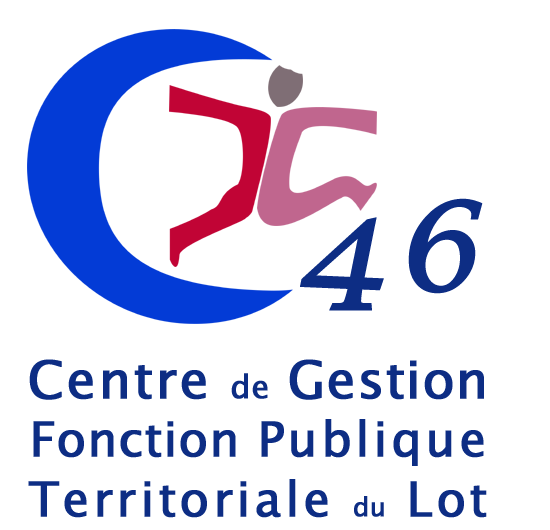 46
Centre de Gestion
Fonction Publique
Territoriale du Lot